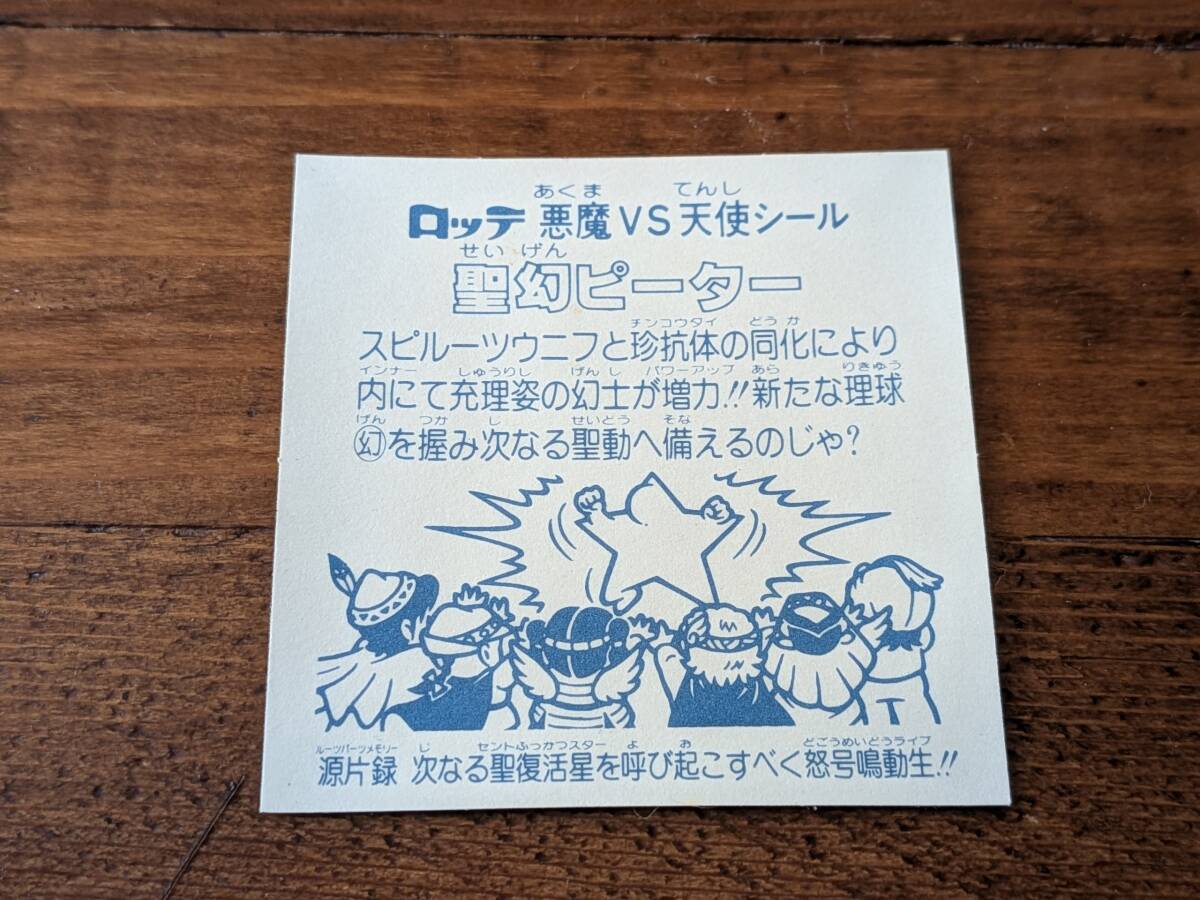 あくま てんし
ロッテ 悪魔VS天使シール
せい げん
聖幻ピーター
チンコウタイ どうか
スピルーツウニフと珍抗体の同化により
インナー しゅうりし げんし パワーアップ あら りきゅう
内にて充理姿の幻士が増力!!新たな理球
げん つか じ せいどう そな
㋑を握み次なる聖動へ備えるのじゃ?
ルーツパーツメモリー じ セントふっかつスター よ お どごうめいどうライブ
源片録 次なる聖復活星を呼び起こすべく怒号鳴動生!!